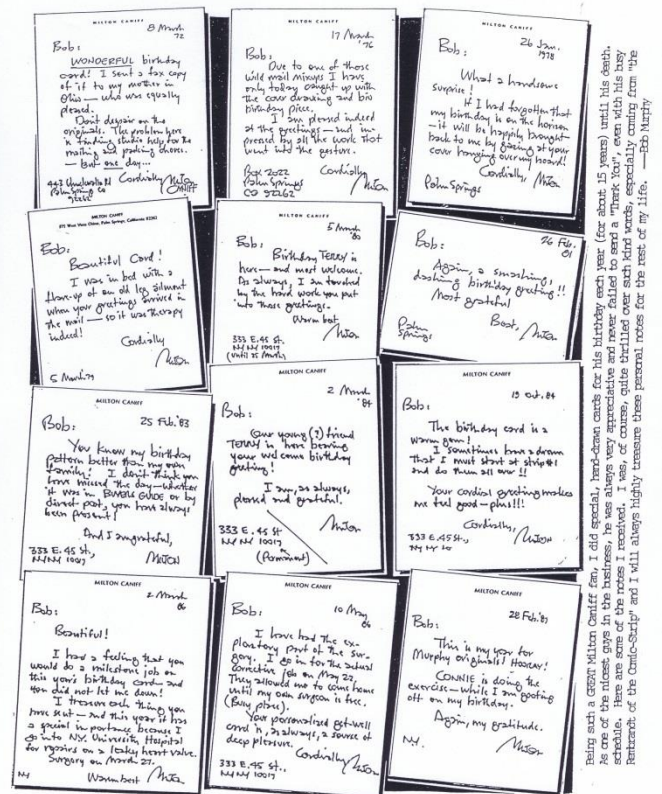 MILTON CANIFF
8 March
72
Bob:
WONDERFUL birthday
card! I sent a fax copy
of it to my mother in
Ohio — who was equally
pleased.
Don't despair on the
originals. The problem here
is finding studio help for the
mailing and packing chores.
— But one day —
Cordially
Milton
CANIFF
Palm Springs CA
92262
MILTON CANIFF
17 March
'76
Bob:
Due to one of those
wild mail mixups I have
only today caught up with
the cover drawing and bio
birthday piece.
I am pleased indeed
at the greetings — and im-
pressed by all the work that
went into the gesture.
Box 2022
Cordially,
Palm Springs
CA 92262
Milton
MILTON CANIFF
26 Jan.
1978
Bob:
What a handsome
surprise!
If I had forgotten that
my birthday is on the horizon
— it will be happily brought
back to me by gazing at your
cover hanging over my board!
Cordially,
Palm Springs
Milton
MILTON CANIFF
Palm Springs, California 92262
Bob:
Beautiful Card!
I was in bed with a
flare-up of an old leg ailment
when your greetings arrived in
the mail — so it was therapy
indeed!
Cordially
Milton
5 March 79
MILTON CANIFF
5 March
'80
Bob:
Birthday TERRY is
here — and most welcome.
As always, I am touched
by the hard work you put
into these greetings.
Warm best
333 E. 45 St.
NY NY 10017
(Until 25 March)
Milton
26 Feb.
81
Bob:
Again, a smashing,
dashing birthday greeting!!
Most grateful
Best,
Palm
Springs
Milton
MILTON CANIFF
25 Feb. '83
Bob:
You know my birthday
pattern better than my own
family! I don't think you
have missed the day — whether
it was in BUYERS GUIDE or by
direct post, you have always
been present!
And I am grateful,
333 E. 45 St.,
NY NY 10017
MILTON
MILTON CANIFF
2 March
'84
Bob:
Our young (?) friend
TERRY is here bearing
your welcome birthday
greeting!
I am, as always,
pleased and grateful.
333 E. 45 St
NY NY 10017
(Permanent)
Milton
MILTON CANIFF
19 Oct. 84
Bob:
The birthday card is a
warm gem!
I sometimes have a dream
that I must start at strip #1
and do them all over!!
Your cordial greeting makes
me feel good — plus!!!
Cordially,
333 E. 45 St.,
NY NY 10
Milton
MILTON CANIFF
2 March
86
Bob:
Beautiful!
I had a feeling that you
would do a milestone job on
this year's birthday card — and
you did not let me down!
I treasure each thing you
have sent — and this year it has
a special importance because I
go into N.Y. University Hospital
for repairs on a leaky heart valve.
Surgery on March 27.
NY
Warm best
Milton
MILTON CANIFF
10 May
86
Bob:
I have had the ex-
planatory part of the sur-
gery. I go in for the actual
corrective job on May 22.
They allowed me to come home
until my own surgeon is free.
(Busy place).
Your personalized get-well
card is, as always, a source of
deep pleasure.
Cordially
333 E. 45 St..
NY NY 10017
Milton
MILTON CANIFF
28 Feb. '87
Bob:
This is my year for
Murphy originals! HOORAY!
CONNIE is doing the
exercise — while I am goofing
off on my birthday.
Again, my gratitude.
NY.
Milton
Being such a GREAT Milton Caniff fan, I did special, hand-drawn cards for his birthday each year (for about 15 years) until his death.
As one of the nicest guys in the business, he was always very appreciative and never failed to send a "Thank You", even with his busy
schedule. Here are some of the notes I received. I was, of course, quite thrilled over such kind words, especially coming from "the
Rembrandt of the Comic-Strip" and I will always highly treasure these personal notes for the rest of my life. —Bob Murphy